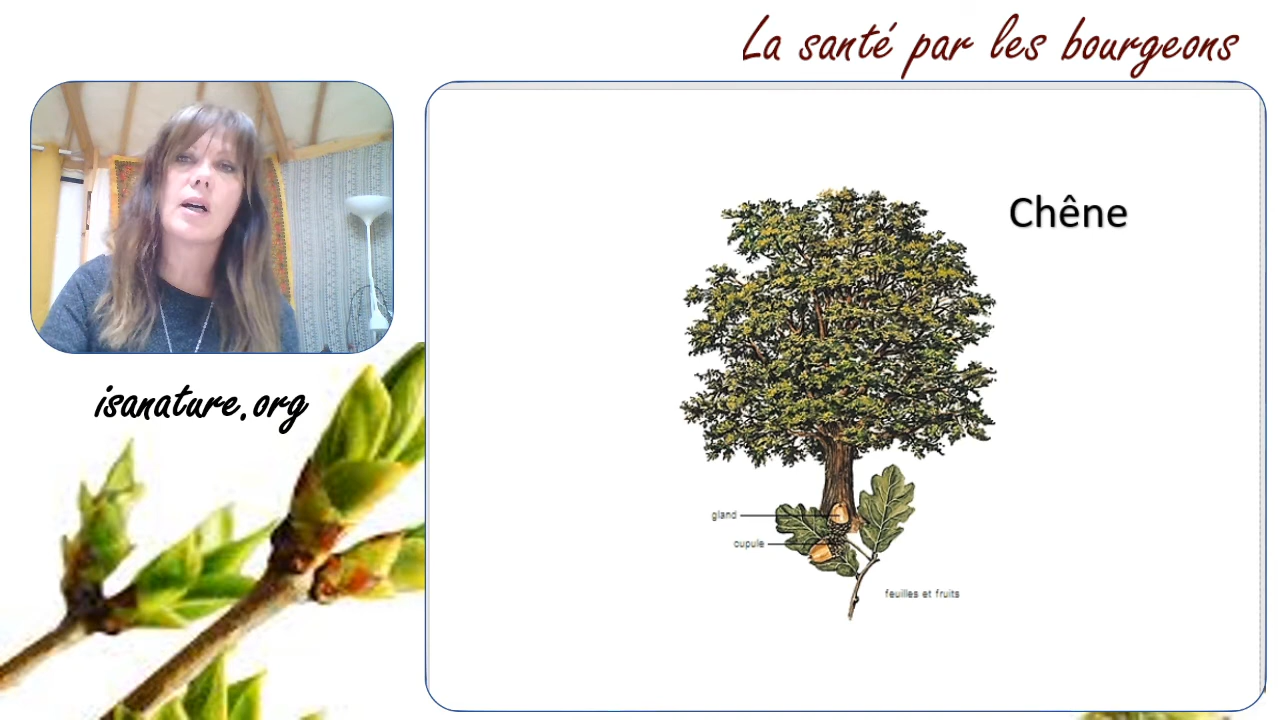 La santé par les bourgeons
Chêne
isanature.org
gland
cupule
feuilles et fruits